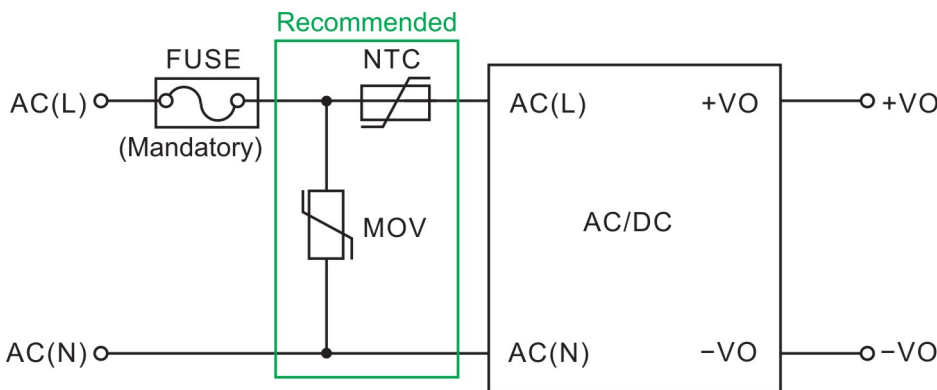 Recommended
FUSE
NTC
AC(L)
AC(L)
+VO
+VO
(Mandatory)
MOV
AC/DC
AC(N)
AC(N)
−VO
−VO